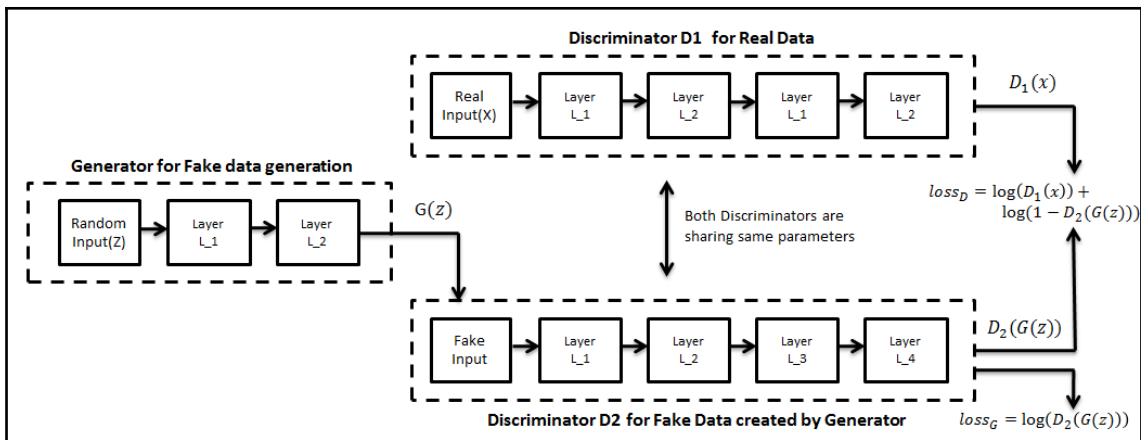 Discriminator D1 for Real Data
Real
Input(X)
Layer
L_1
Layer
L_2
Layer
L_1
Layer
L_2
D₁(x)
Generator for Fake data generation
Random
Input(Z)
Layer
L_1
Layer
L_2
G(z)
Both Discriminators are
sharing same parameters
loss_D = log(D₁(x)) +
log(1 − D₂(G(z)))
Fake
Input
Layer
L_1
Layer
L_2
Layer
L_3
Layer
L_4
D₂(G(z))
Discriminator D2 for Fake Data created by Generator
loss_G = log(D₂(G(z)))